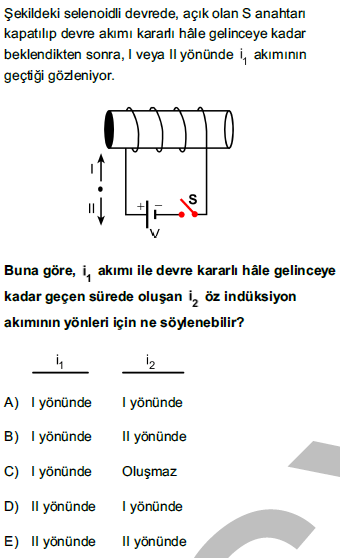 Şekildeki selenoidli devrede, açık olan S anahtarı
kapatılıp devre akımı kararlı hâle gelinceye kadar
beklendikten sonra, I veya II yönünde i₁ akımının
geçtiği gözleniyor.
I
II
+
−
S
V
Buna göre, i₁ akımı ile devre kararlı hâle gelinceye
kadar geçen sürede oluşan i₂ öz indüksiyon
akımının yönleri için ne söylenebilir?
i₁ i₂
A) I yönünde I yönünde
B) I yönünde II yönünde
C) I yönünde Oluşmaz
D) II yönünde I yönünde
E) II yönünde II yönünde